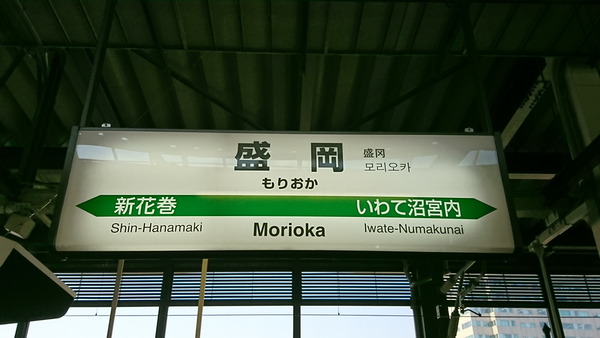 盛岡
盛冈
모리오카
もりおか
新花巻
いわて沼宮内
Shin-Hanamaki
Morioka
Iwate-Numakunai